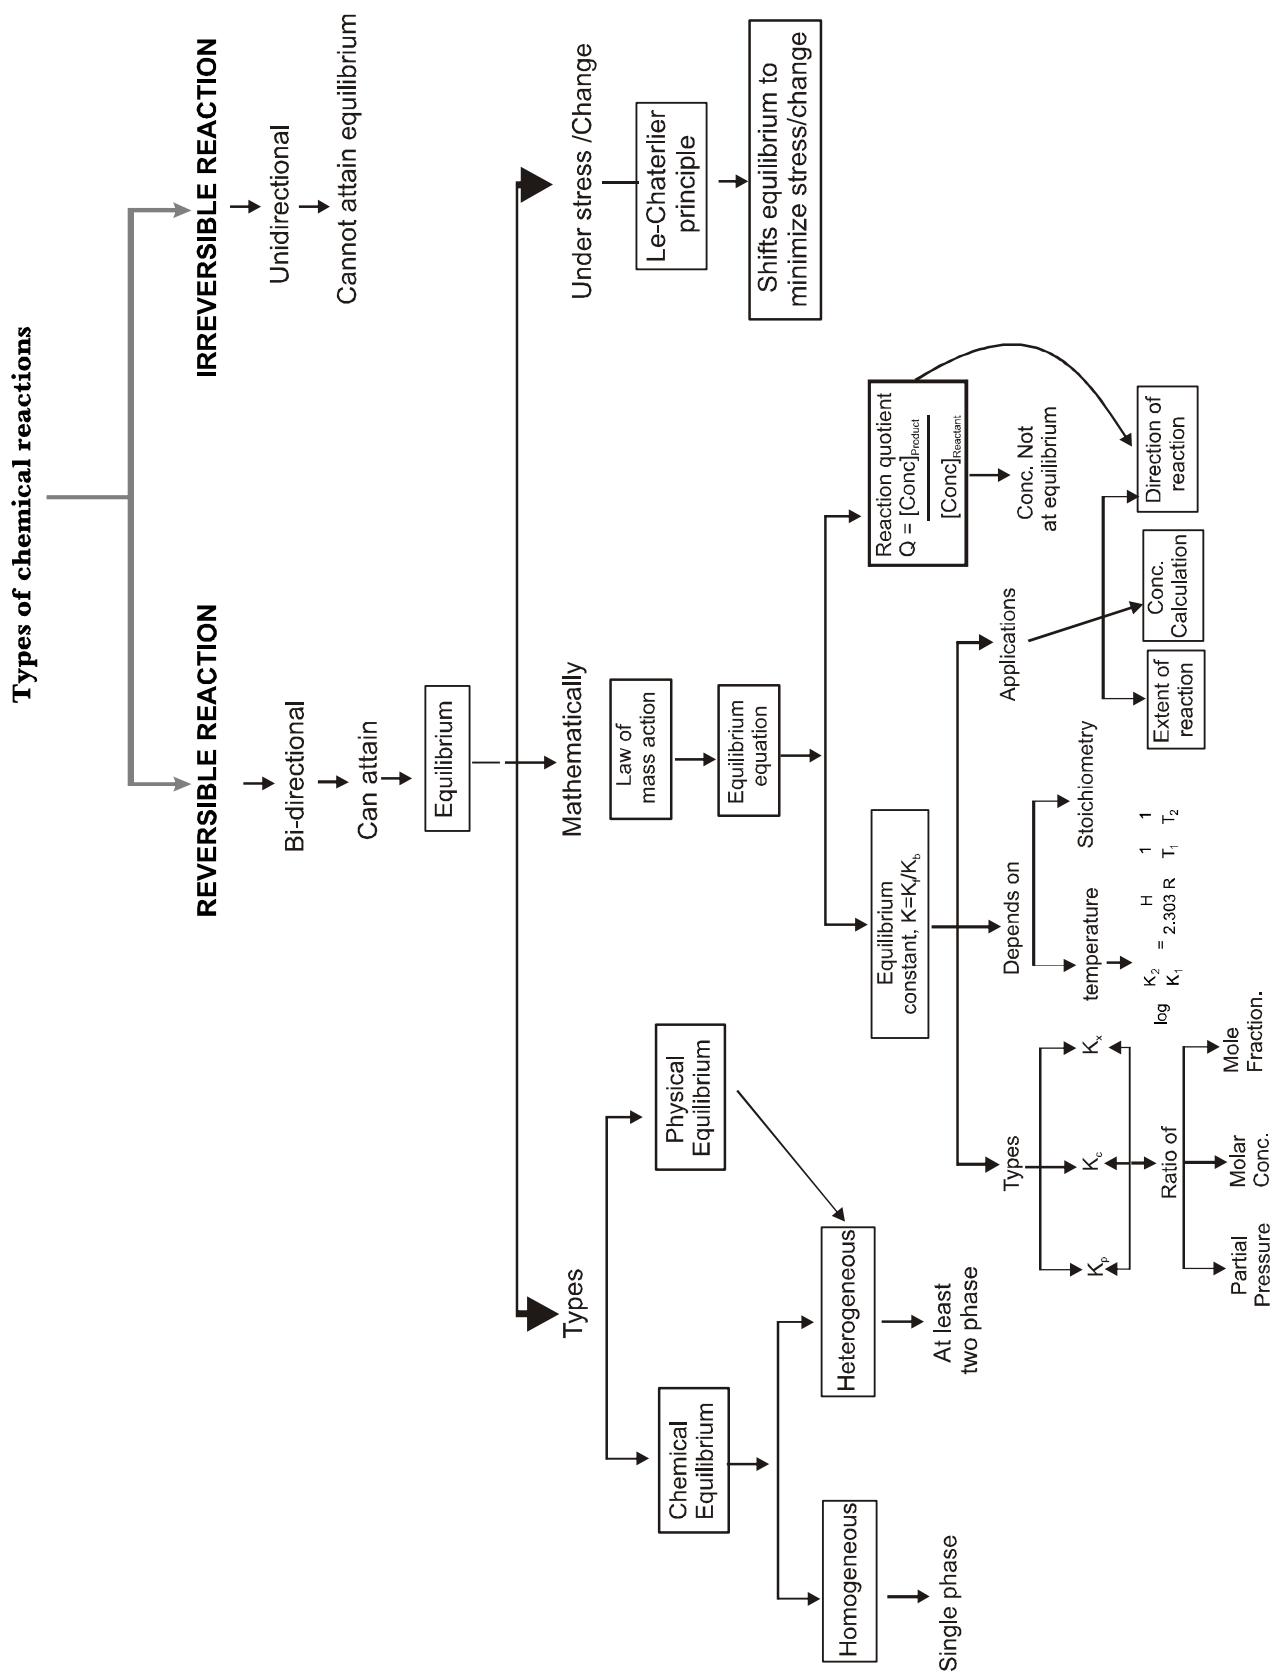 Types of chemical reactions
REVERSIBLE REACTION
IRREVERSIBLE REACTION
Bi-directional
Unidirectional
Can attain
Cannot attain equilibrium
Equilibrium
Types
Mathematically
Under stress /Change
Chemical
Equilibrium
Physical
Equilibrium
Law of
mass action
Le-Chaterlier
principle
Equilibrium
equation
Shifts equilibrium to
minimize stress/change
Homogeneous
Heterogeneous
Equilibrium
constant, K=Kf/Kb
Reaction quotient
Q = [Conc]Product
[Conc]Reactant
Single phase
At least
two phase
Types
Depends on
Applications
Conc. Not
at equilibrium
Kp
Kc
Kx
temperature
Stoichiometry
Extent of
reaction
Conc.
Calculation
Direction of
reaction
Ratio of
log K2 = H 1 1
K1 2.303 R T1 T2
Partial
Pressure
Molar
Conc.
Mole
Fraction.